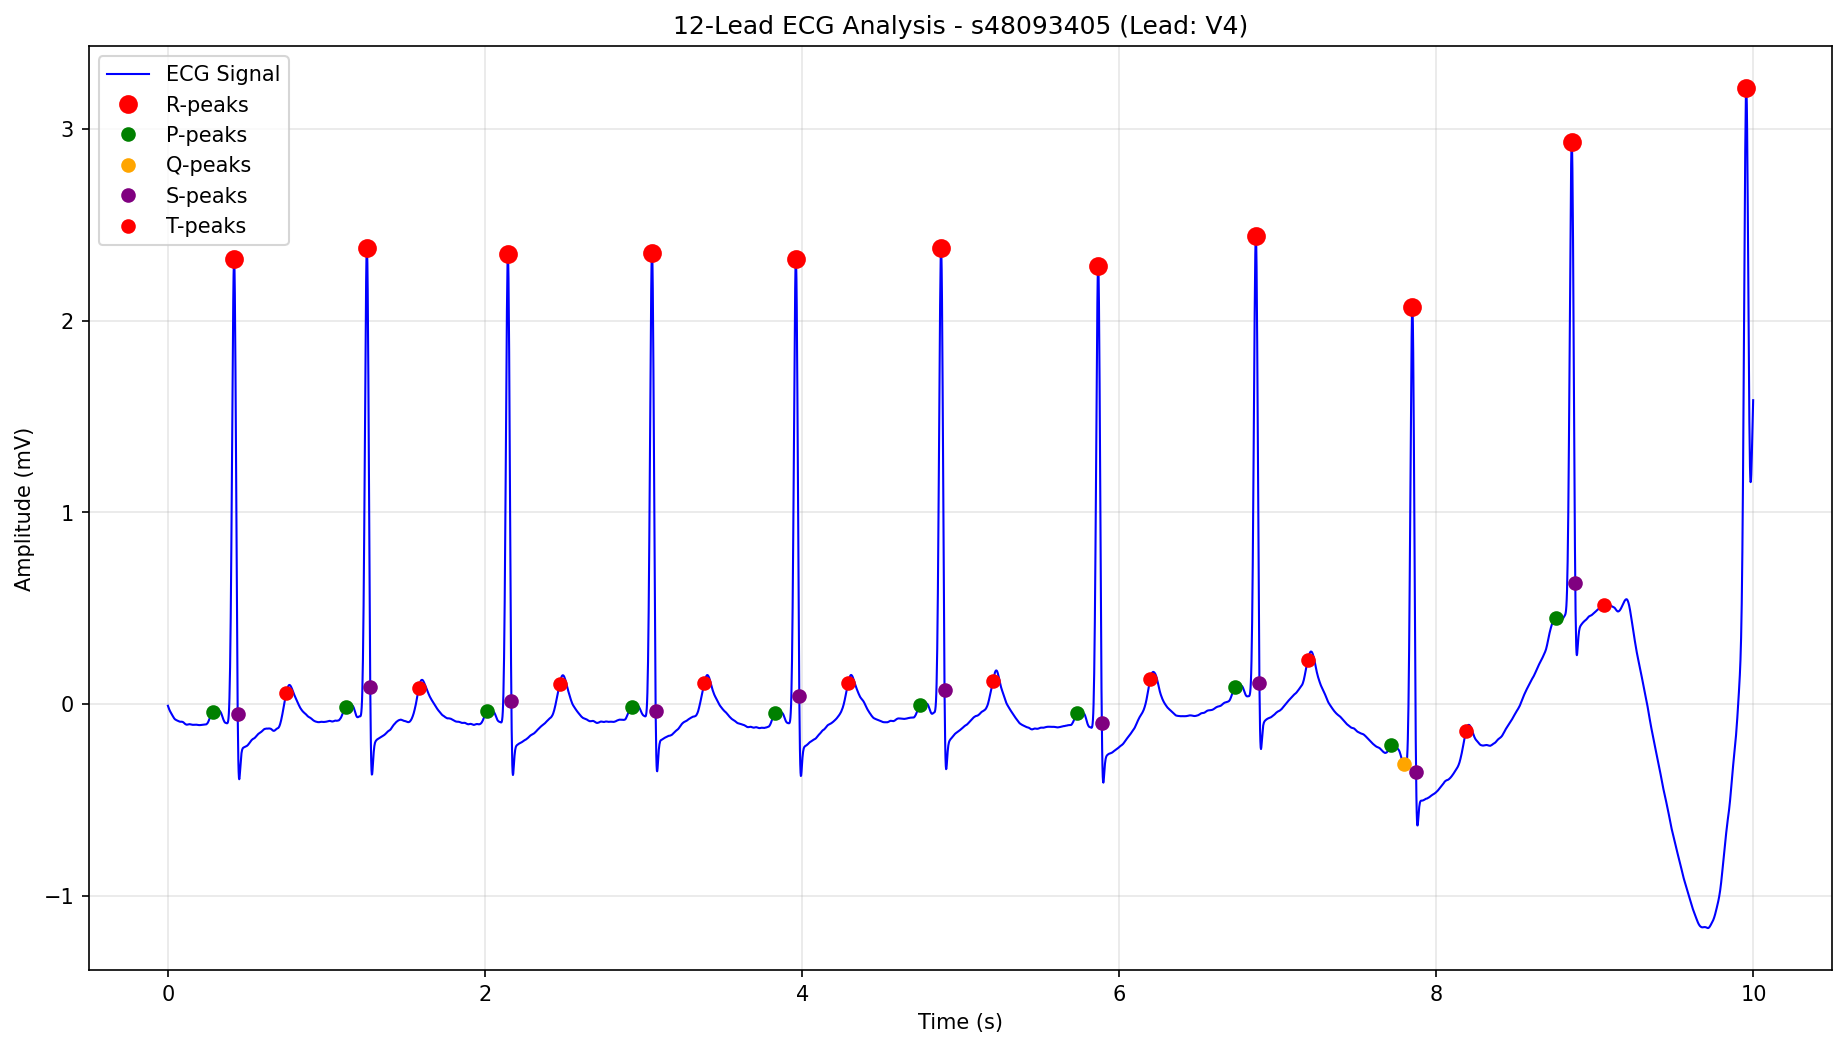 12-Lead ECG Analysis - s48093405 (Lead: V4)
ECG Signal
R-peaks
P-peaks
Q-peaks
S-peaks
T-peaks
Amplitude (mV)
3
2
1
0
−1
0 2 4 6 8 10
Time (s)